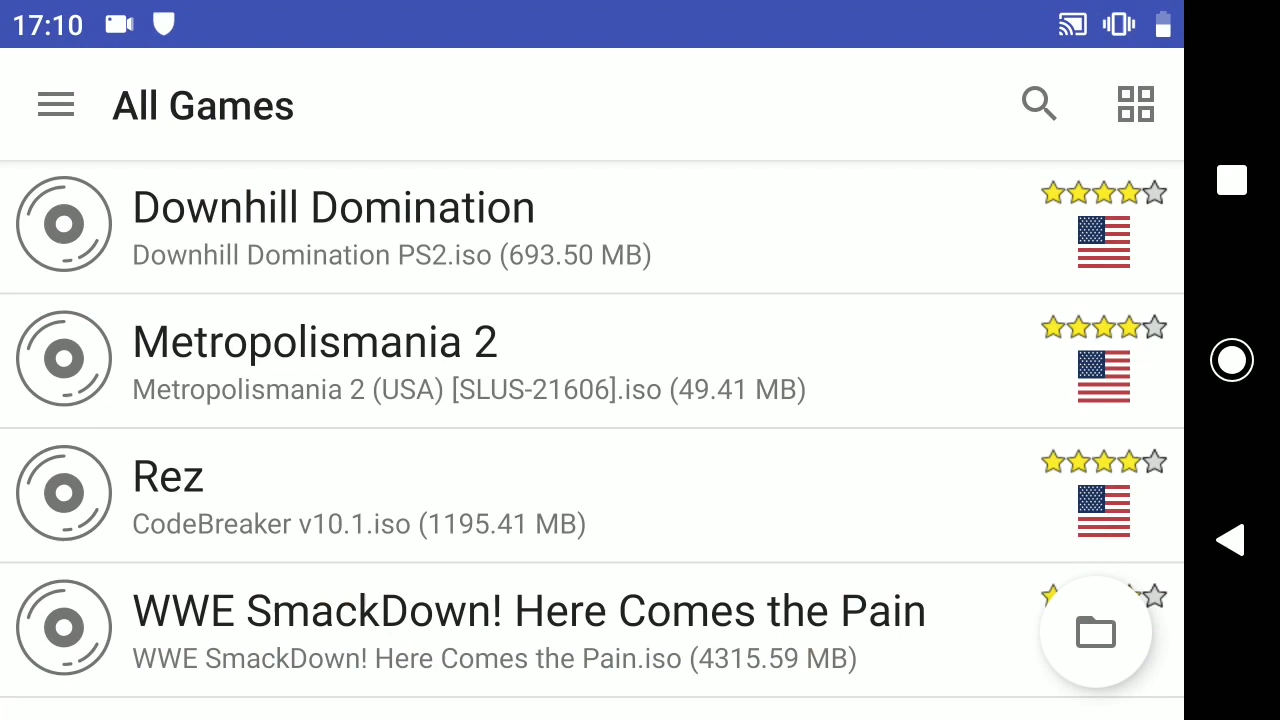 17:10
All Games
Downhill Domination
Downhill Domination PS2.iso (693.50 MB)
Metropolismania 2
Metropolismania 2 (USA) [SLUS-21606].iso (49.41 MB)
Rez
CodeBreaker v10.1.iso (1195.41 MB)
WWE SmackDown! Here Comes the Pain
WWE SmackDown! Here Comes the Pain.iso (4315.59 MB)